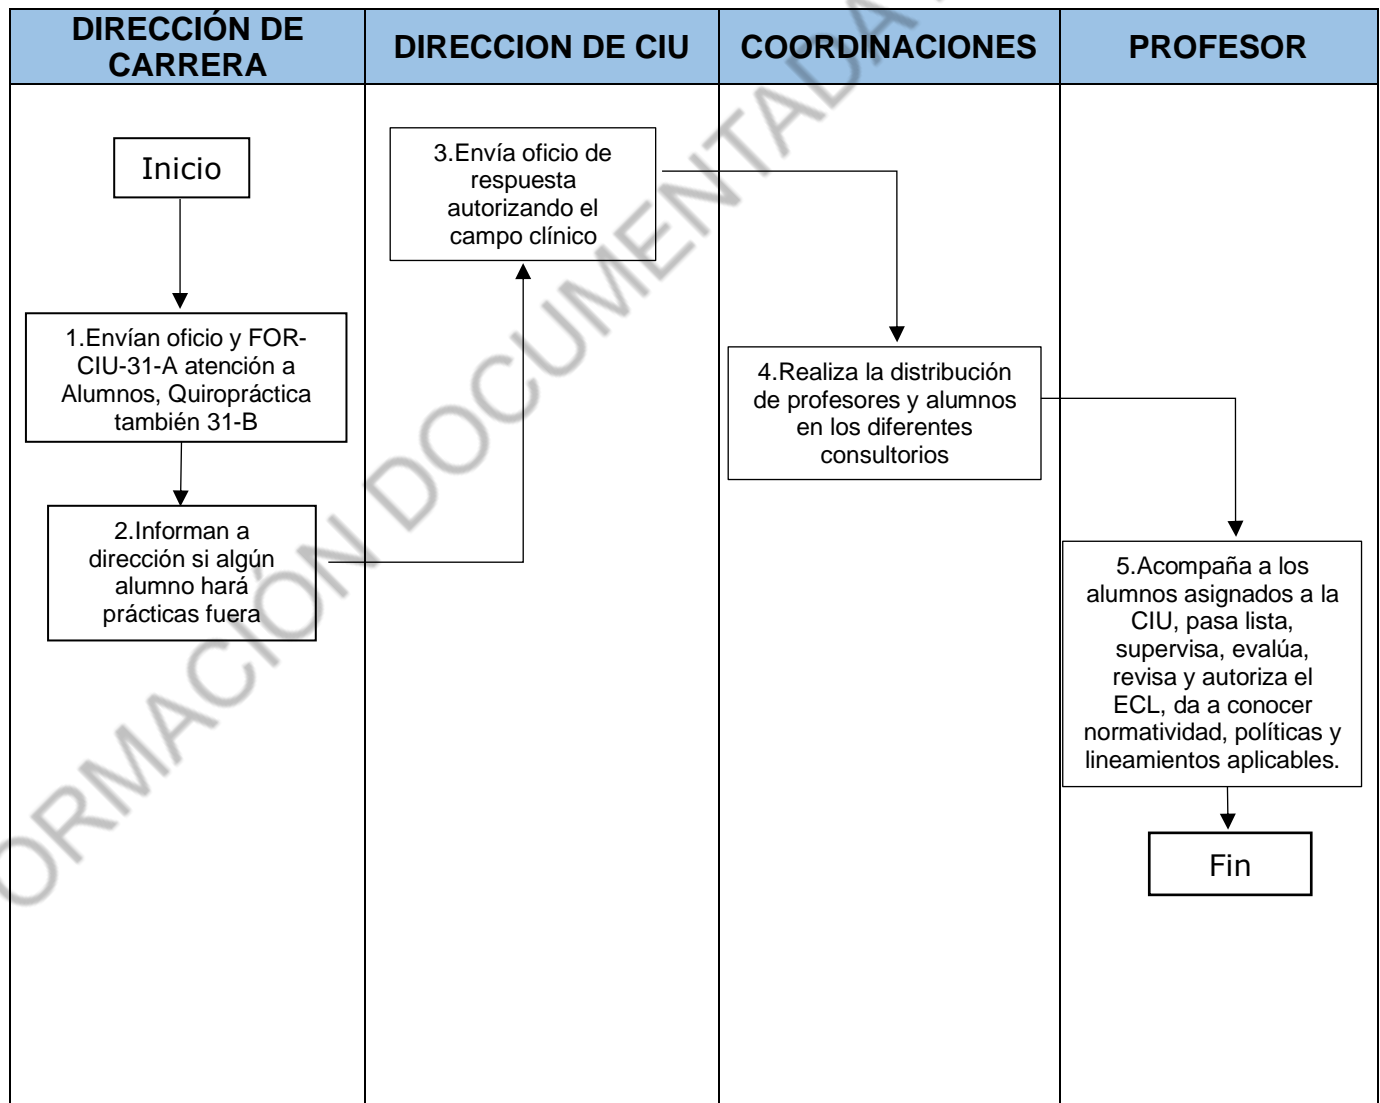 DIRECCIÓN DE
CARRERA
DIRECCION DE CIU
COORDINACIONES
PROFESOR
Inicio
1.Envían oficio y FOR-
CIU-31-A atención a
Alumnos, Quiropráctica
también 31-B
2.Informan a
dirección si algún
alumno hará
prácticas fuera
3.Envía oficio de
respuesta
autorizando el
campo clínico
4.Realiza la distribución
de profesores y alumnos
en los diferentes
consultorios
5.Acompaña a los
alumnos asignados a la
CIU, pasa lista,
supervisa, evalúa,
revisa y autoriza el
ECL, da a conocer
normatividad, políticas y
lineamientos aplicables.
Fin
ORMACIÓN DOCUMENTADA